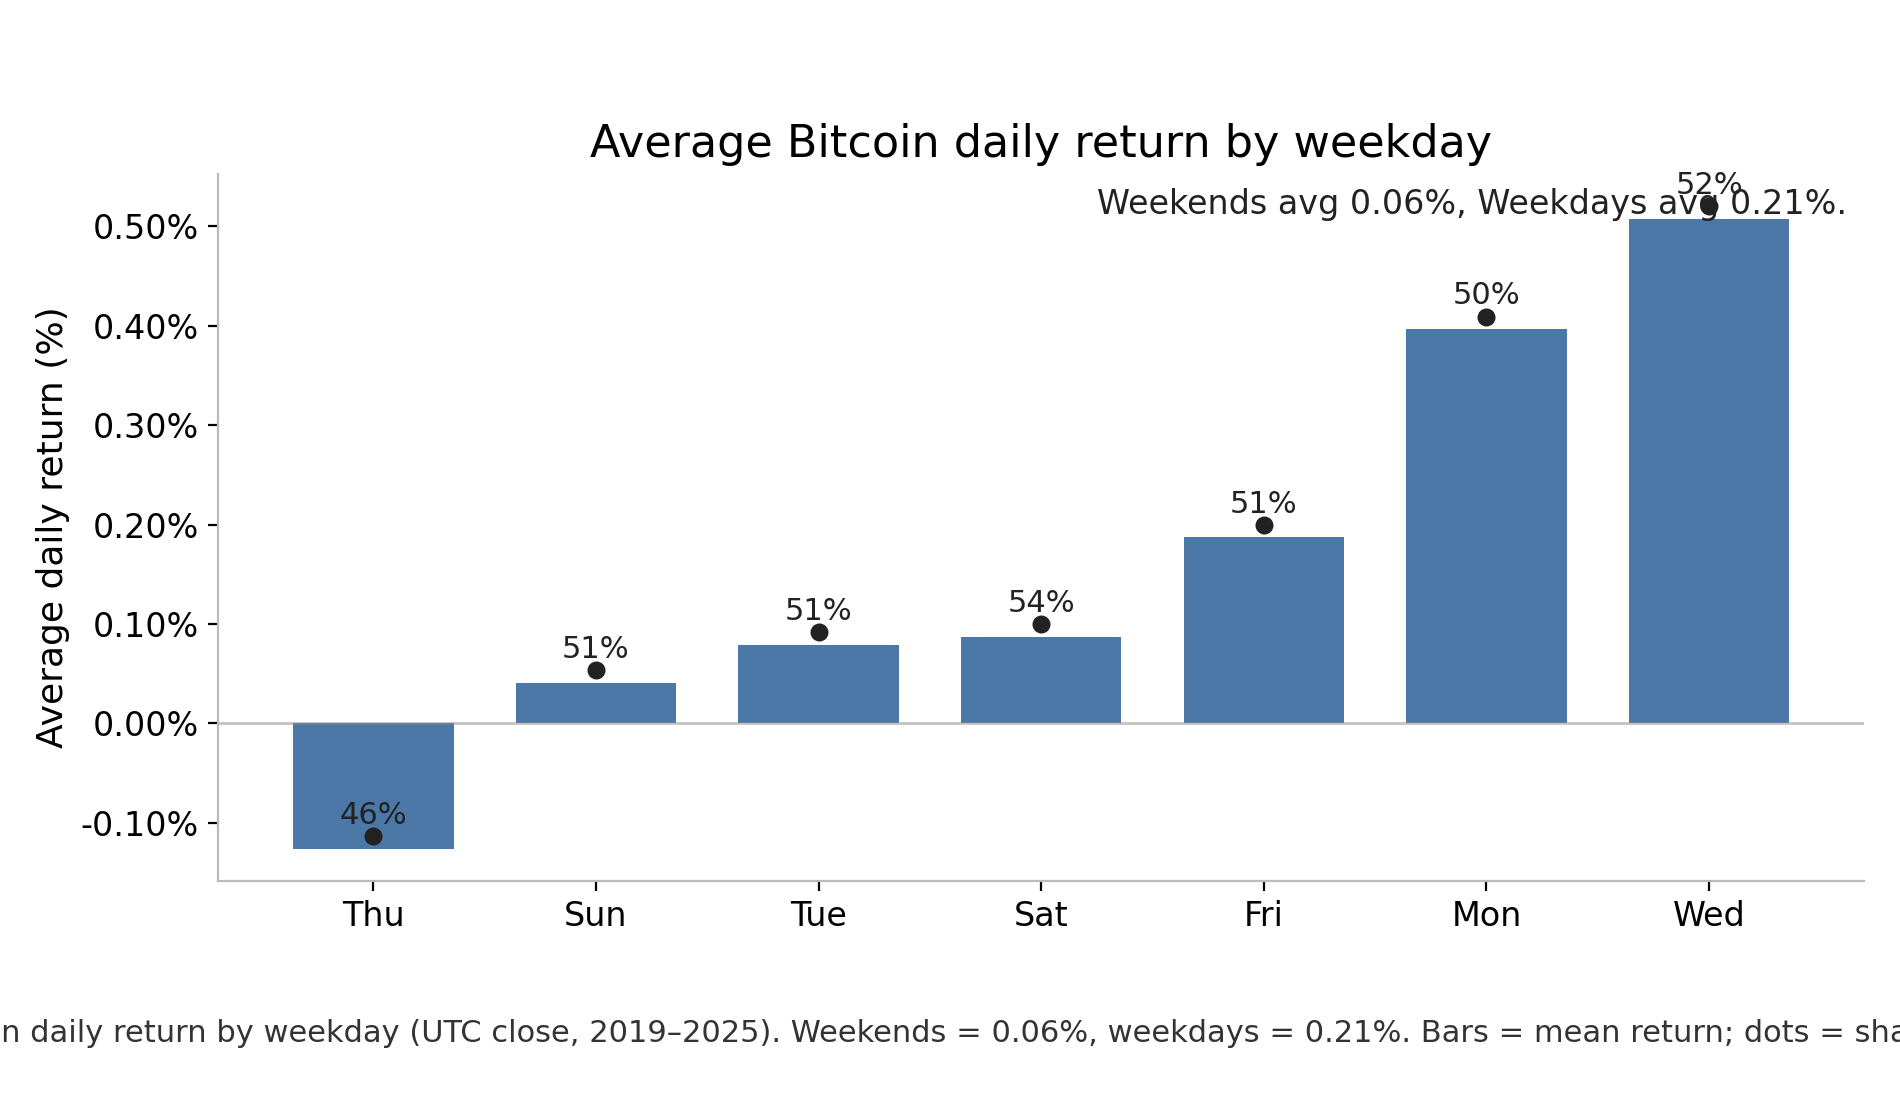 Average Bitcoin daily return by weekday
Weekends avg 0.06%, Weekdays avg 0.21%.
52%
50%
51%
54%
51%
51%
46%
Average daily return (%)
0.50%
0.40%
0.30%
0.20%
0.10%
0.00%
-0.10%
Thu Sun Tue Sat Fri Mon Wed
n daily return by weekday (UTC close, 2019–2025). Weekends = 0.06%, weekdays = 0.21%. Bars = mean return; dots = sha